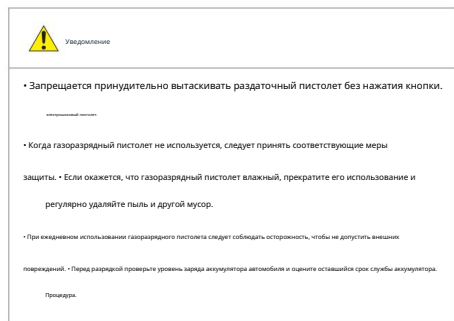 Уведомление
• Запрещается принудительно вытаскивать раздаточный пистолет без нажатия кнопки.
электрошоковый пистолет.
• Когда газоразрядный пистолет не используется, следует принять соответствующие меры
защиты. • Если окажется, что газоразрядный пистолет влажный, прекратите его использование и
регулярно удаляйте пыль и другой мусор.
• При ежедневном использовании газоразрядного пистолета следует соблюдать осторожность, чтобы не допустить внешних
повреждений. • Перед разрядкой проверьте уровень заряда аккумулятора автомобиля и оцените оставшийся срок службы аккумулятора.
Процедура.